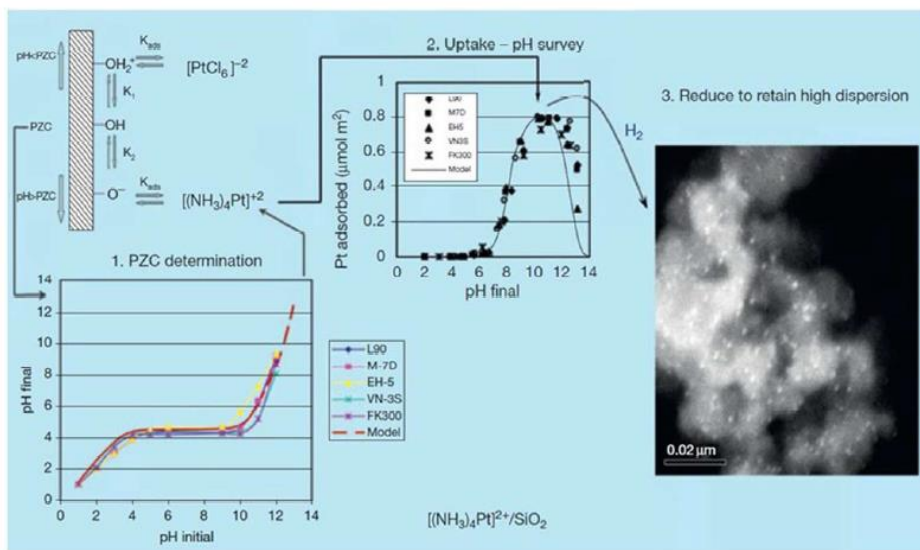 pH<PZC
OH₂⁺
K_ads
[PtCl₆]⁻²
K₁
PZC
OH
K₂
pH>PZC
O⁻
K_ads
[(NH₃)₄Pt]⁺²
1. PZC determination
14
12
10
8
6
4
2
0
pH final
0 2 4 6 8 10 12 14
pH initial
L90
M-7D
EH-5
VN-3S
FK300
Model
2. Uptake – pH survey
1
0.8
0.6
0.4
0.2
0
Pt adsorbed (μmol m²)
L90
M7D
EH5
VN3S
FK300
Model
0 2 4 6 8 10 12 13 14
pH final
H₂
3. Reduce to retain high dispersion
0.02 μm
[(NH₃)₄Pt]²⁺/SiO₂